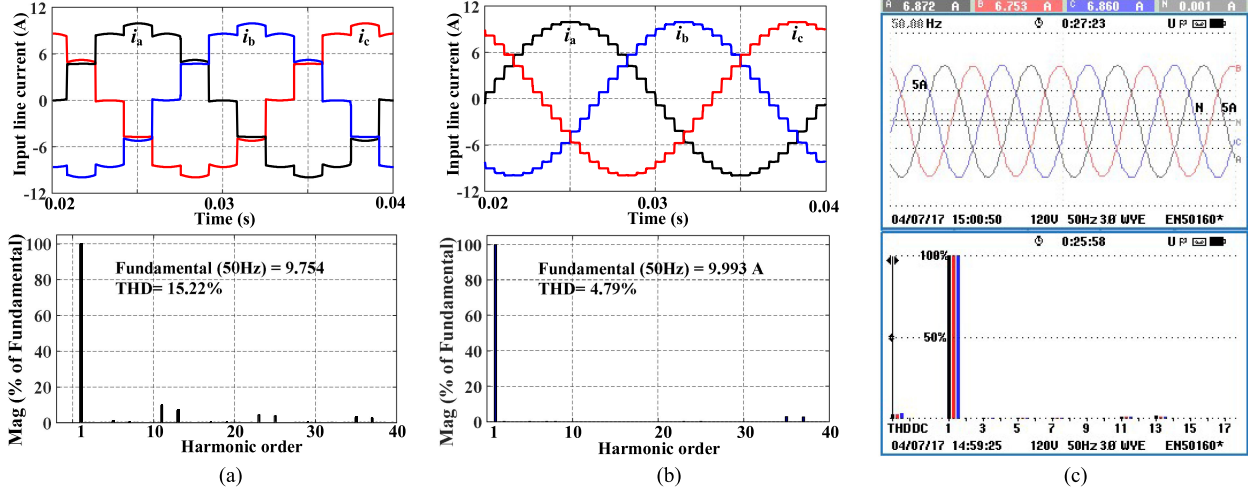 Input line current (A)
12
6
0
-6
-12
ia
ib
ic
0.02
0.03
0.04
Time (s)
Mag (% of Fundamental)
100
80
60
40
20
0
Fundamental (50Hz) = 9.754
THD= 15.22%
1
10
20
30
40
Harmonic order
(a)
Input line current (A)
12
6
0
-6
-12
ia
ib
ic
0.02
0.03
0.04
Time (s)
Mag (% of Fundamental)
100
80
60
40
20
0
Fundamental (50Hz) = 9.993 A
THD= 4.79%
1
10
20
30
40
Harmonic order
(b)
A 6.872 A B 6.753 A C 6.860 A N 0.001 A
50.00 Hz 0:27:23 U
5A
N 5A
B
N
C
A
04/07/17 15:00:50 120V 50Hz 3Ø WYE EN50160*
0:25:58 U
100%
50%
THDDC 1 3 5 7 9 11 13 15 17
04/07/17 14:59:25 120V 50Hz 3Ø WYE EN50160*
(c)